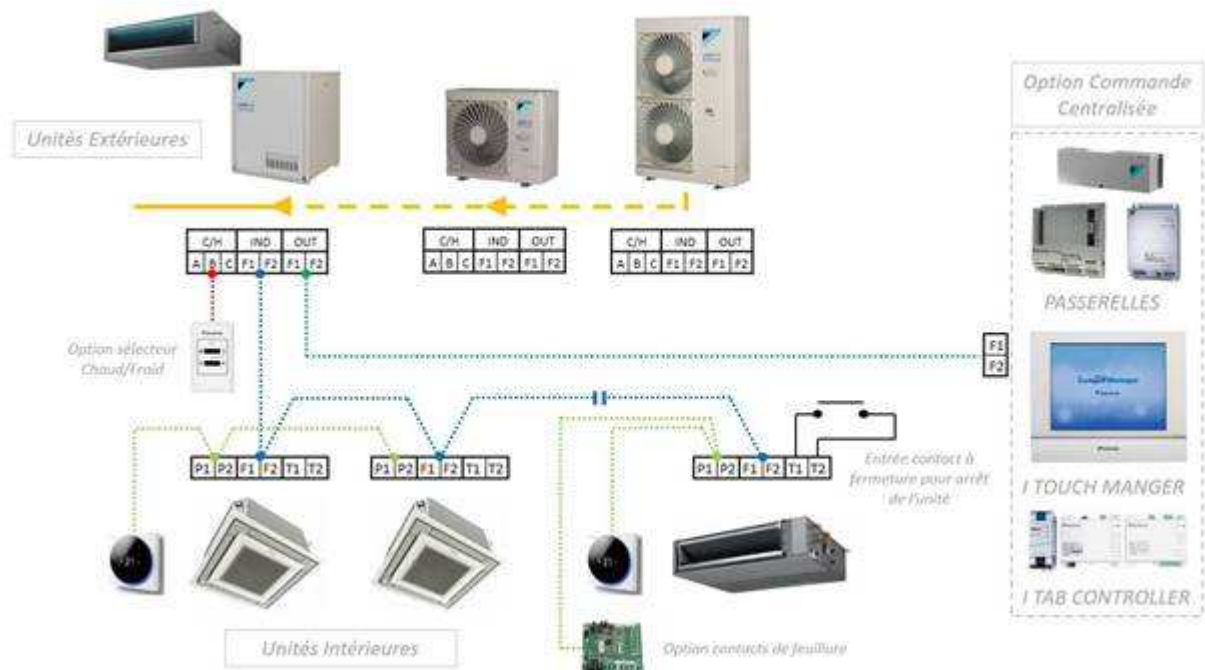 Unités Extérieures
Option Commande
Centralisée
C/H IND OUT
A B C F1 F2 F1 F2
C/H IND OUT
A B C F1 F2 F1 F2
C/H IND OUT
A B C F1 F2 F1 F2
PASSERELLES
Option sélecteur
Chaud/Froid
F1
F2
P1 P2 F1 F2 T1 T2
P1 P2 F1 F2 T1 T2
P1 P2 F1 F2 T1 T2
Entrée contact à
fermeture pour arrêt
de l'unité
I TOUCH MANGER
I TAB CONTROLLER
Unités Intérieures
Option contacts de feuillure